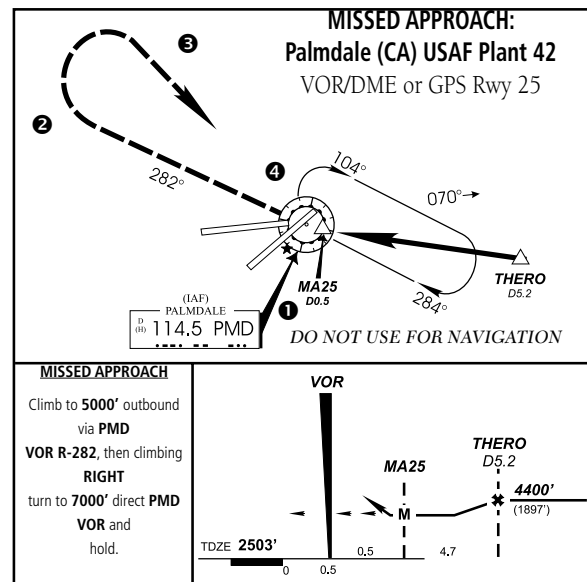 MISSED APPROACH:
Palmdale (CA) USAF Plant 42
VOR/DME or GPS Rwy 25
❸
❷
282°
❹
104°
070°
284°
THERO
D5.2
MA25
D0.5
❶
(IAF)
PALMDALE
D
(H) 114.5 PMD
DO NOT USE FOR NAVIGATION
MISSED APPROACH
Climb to 5000' outbound
via PMD
VOR R-282, then climbing
RIGHT
turn to 7000' direct PMD
VOR and
hold.
VOR
MA25
THERO
D5.2
4400'
(1897')
M
TDZE 2503'
0.5
4.7
0
0.5